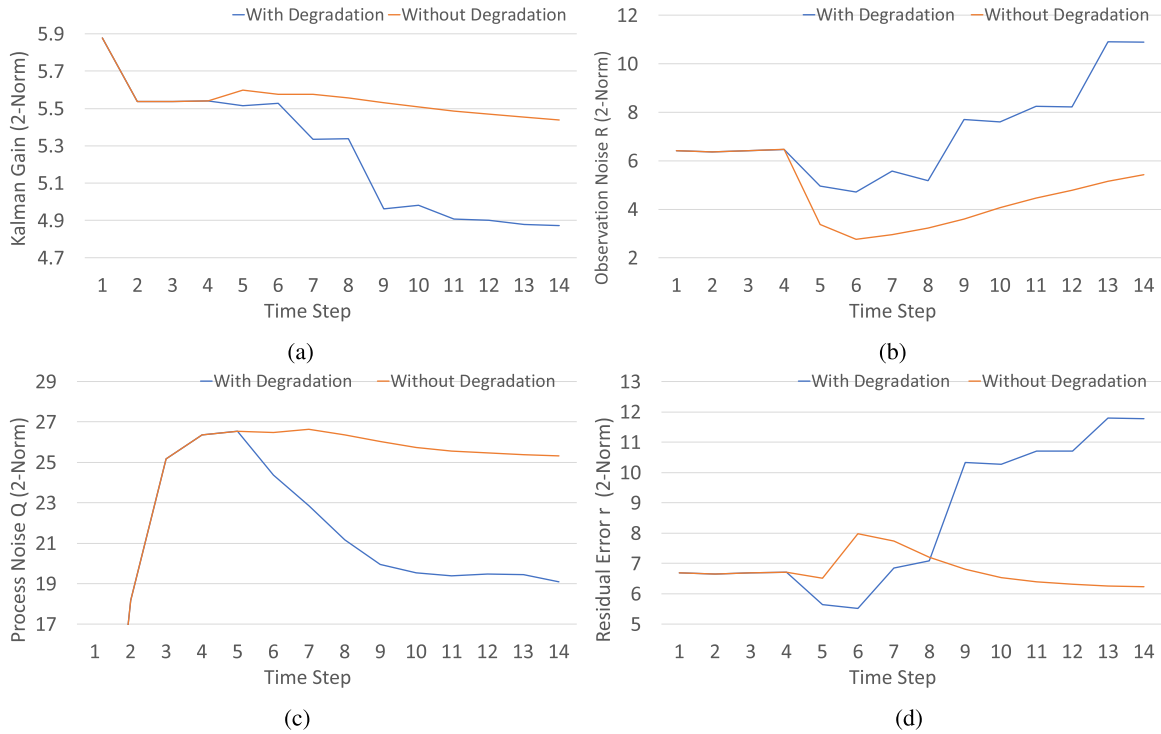 With Degradation Without Degradation
Kalman Gain (2-Norm)
5.9
5.7
5.5
5.3
5.1
4.9
4.7
1 2 3 4 5 6 7 8 9 10 11 12 13 14
Time Step
(a)
With Degradation Without Degradation
Observation Noise R (2-Norm)
12
10
8
6
4
2
1 2 3 4 5 6 7 8 9 10 11 12 13 14
Time Step
(b)
With Degradation Without Degradation
Process Noise Q (2-Norm)
29
27
25
23
21
19
17
1 2 3 4 5 6 7 8 9 10 11 12 13 14
Time Step
(c)
With Degradation Without Degradation
Residual Error r (2-Norm)
13
12
11
10
9
8
7
6
5
1 2 3 4 5 6 7 8 9 10 11 12 13 14
Time Step
(d)